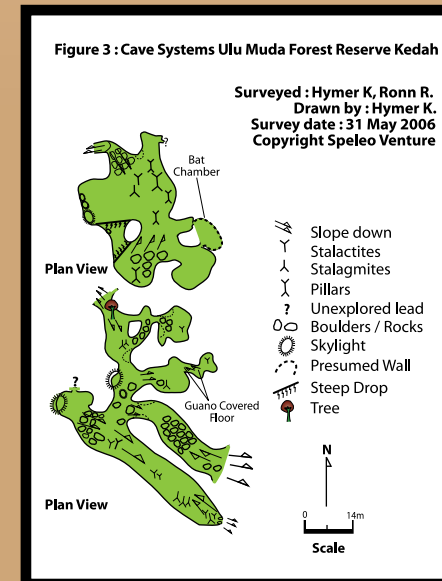 Figure 3 : Cave Systems Ulu Muda Forest Reserve Kedah
Surveyed : Hymer K, Ronn R.
Drawn by : Hymer K.
Survey date : 31 May 2006
Copyright Speleo Venture
?
Bat
Chamber
Plan View
Slope down
Stalactites
Stalagmites
Pillars
? Unexplored lead
Boulders / Rocks
Skylight
Presumed Wall
Steep Drop
Tree
?
Guano Covered
Floor
Plan View
N
0 14m
Scale